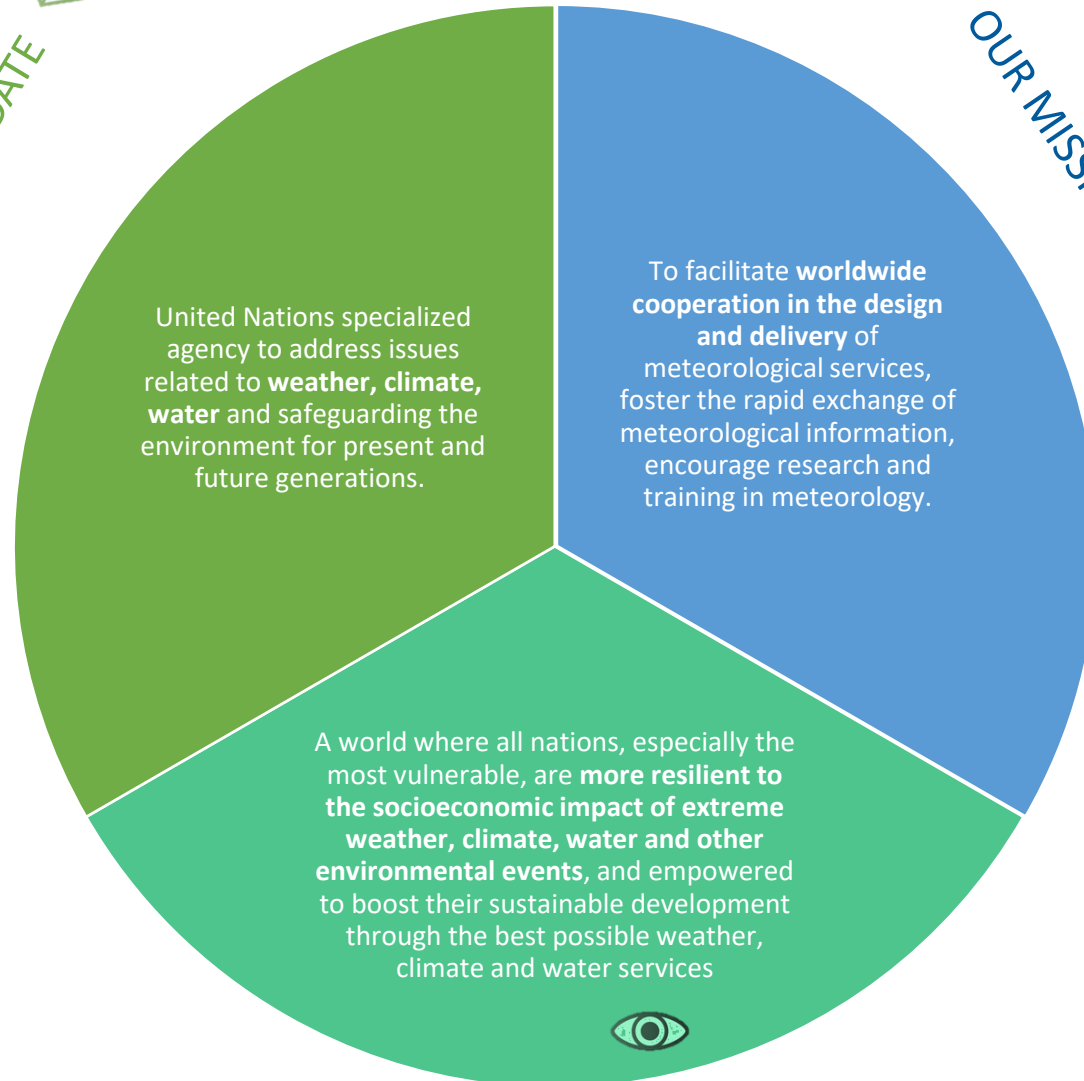 OUR MISS
United Nations specialized
agency to address issues
related to weather, climate,
water and safeguarding the
environment for present and
future generations.
To facilitate worldwide
cooperation in the design
and delivery of
meteorological services,
foster the rapid exchange of
meteorological information,
encourage research and
training in meteorology.
A world where all nations, especially the
most vulnerable, are more resilient to
the socioeconomic impact of extreme
weather, climate, water and other
environmental events, and empowered
to boost their sustainable development
through the best possible weather,
climate and water services